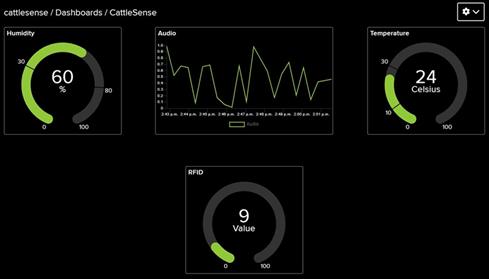 cattlesense / Dashboards / CattleSense
Humidity
30
60
%
80
0
100
Audio
1.0
0.9
0.8
0.7
0.6
0.5
0.4
0.3
0.2
0.1
2:43 p.m. 2:44 p.m. 2:45 p.m. 2:46 p.m. 2:47 p.m. 2:48 p.m. 2:48 p.m. 2:50 p.m. 2:51 p.m.
Audio
Temperature
30
24
Celsius
10
0
100
RFID
9
Value
0
100